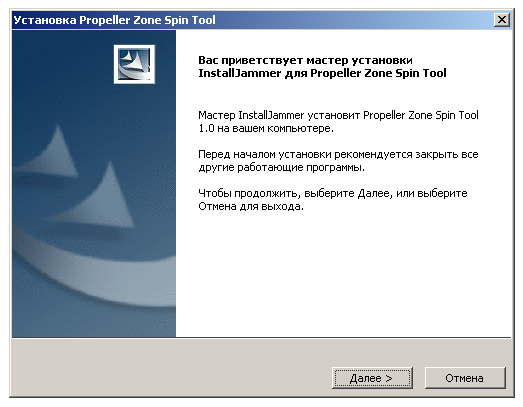 Установка Propeller Zone Spin Tool
Вас приветствует мастер установки
InstallJammer для Propeller Zone Spin Tool
Мастер InstallJammer установит Propeller Zone Spin Tool
1.0 на вашем компьютере.
Перед началом установки рекомендуется закрыть все
другие работающие программы.
Чтобы продолжить, выберите Далее, или выберите
Отмена для выхода.
Далее >
Отмена